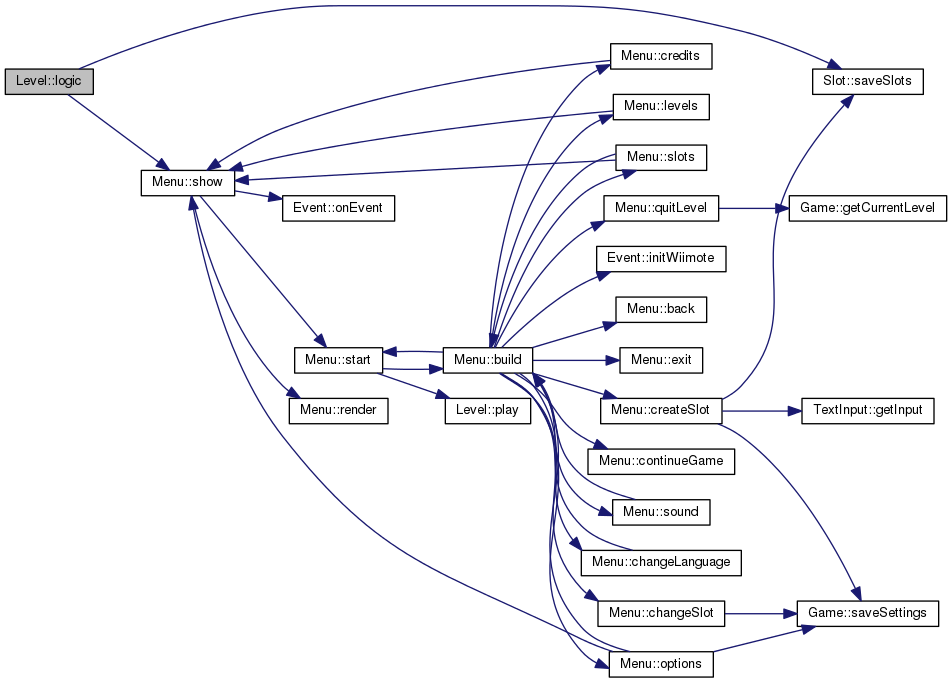 Menu::credits
Level::logic
Slot::saveSlots
Menu::levels
Menu::slots
Menu::show
Event::onEvent
Menu::quitLevel
Game::getCurrentLevel
Event::initWiimote
Menu::back
Menu::start
Menu::build
Menu::exit
Menu::render
Level::play
Menu::createSlot
TextInput::getInput
Menu::continueGame
Menu::sound
Menu::changeLanguage
Menu::changeSlot
Game::saveSettings
Menu::options